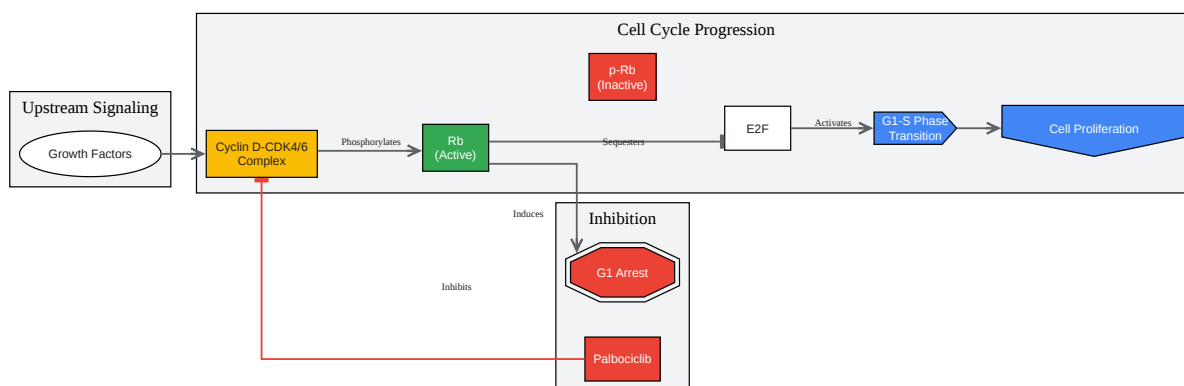 Cell Cycle Progression
p-Rb
(Inactive)
Upstream Signaling
Growth Factors
Cyclin D-CDK4/6
Complex
Phosphorylates
Rb
(Active)
Sequesters
E2F
Activates
G1-S Phase
Transition
Cell Proliferation
Induces
Inhibition
G1 Arrest
Inhibits
Palbociclib